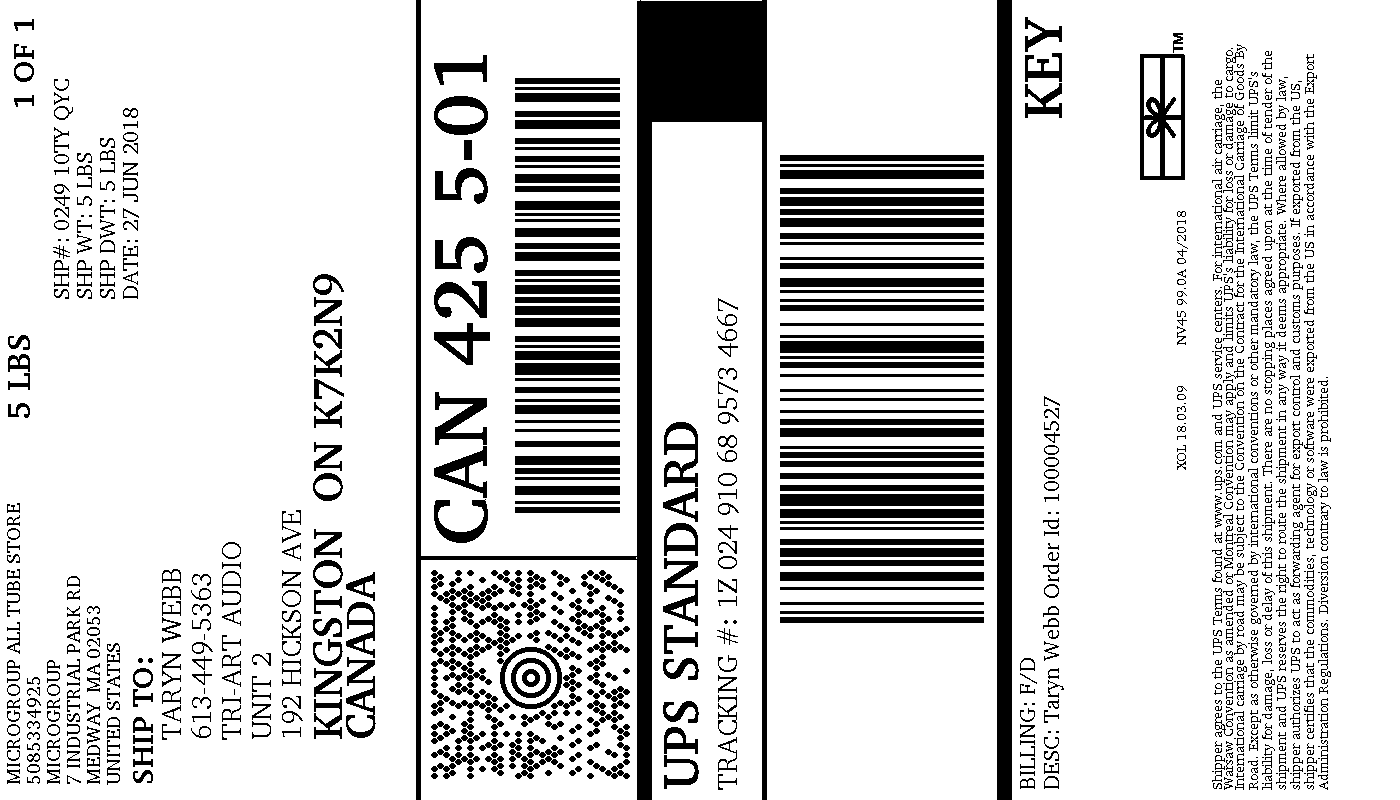 MICROGROUP ALL TUBE STORE
5085334925
MICROGROUP
7 INDUSTRIAL PARK RD
MEDWAY MA 02053
UNITED STATES
5 LBS
1 OF 1
SHP#: 0249 10TY QYC
SHP WT: 5 LBS
SHP DWT: 5 LBS
DATE: 27 JUN 2018
SHIP TO:
TARYN WEBB
613-449-5363
TRI-ART AUDIO
UNIT 2
192 HICKSON AVE
KINGSTON ON K7K2N9
CANADA
CAN 425 5-01
UPS STANDARD
TRACKING #: 1Z 024 910 68 9573 4667
BILLING: F/D
DESC: Taryn Webb Order Id: 100004527
KEY
TM
XOL 18.03.09 NV45 99.0A 04/2018
Shipper agrees to the UPS Terms found at www.ups.com and UPS service centers. For international air carriage, the
Warsaw Convention as amended or Montreal Convention may apply and limits UPS's liability for loss or damage to cargo.
International carriage by road may be subject to the Convention on the Contract for the International Carriage of Goods By
Road. Except as otherwise governed by international conventions or other mandatory law, the UPS Terms limit UPS's
liability for damage, loss or delay of this shipment. There are no stopping places agreed upon at the time of tender of the
shipment and UPS reserves the right to route the shipment in any way it deems appropriate. Where allowed by law,
shipper authorizes UPS to act as forwarding agent for export control and customs purposes. If exported from the US,
shipper certifies that the commodities, technology or software were exported from the US in accordance with the Export
Administration Regulations. Diversion contrary to law is prohibited.